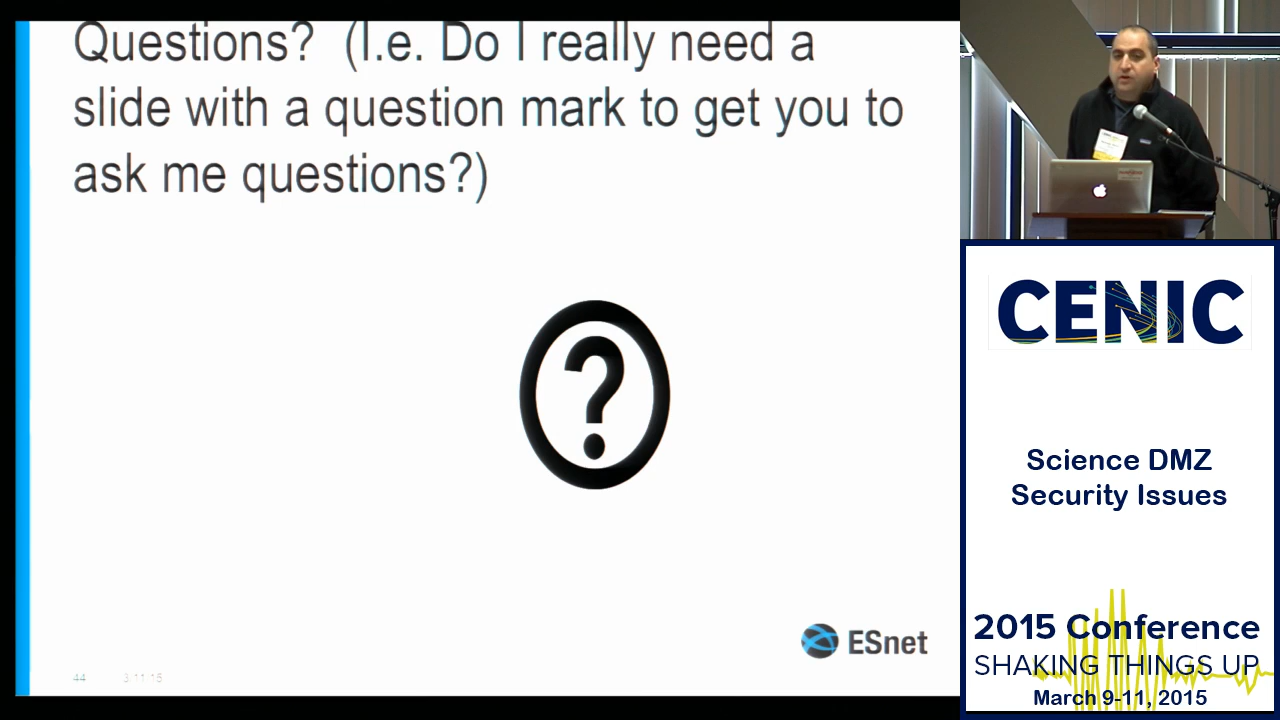 Questions? (I.e. Do I really need a
slide with a question mark to get you to
ask me questions?)
?
ESnet
44 3.11.15
CENIC
Science DMZ
Security Issues
2015 Conference
SHAKING THINGS UP
March 9-11, 2015